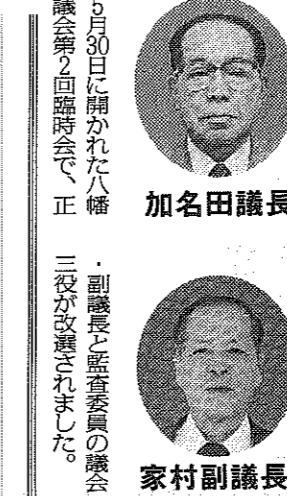 加名田議長
5月30日に開かれた八幡
議会第2回臨時会で、正
家村副議長
・副議長と監査委員の議会
三役が改選されました。